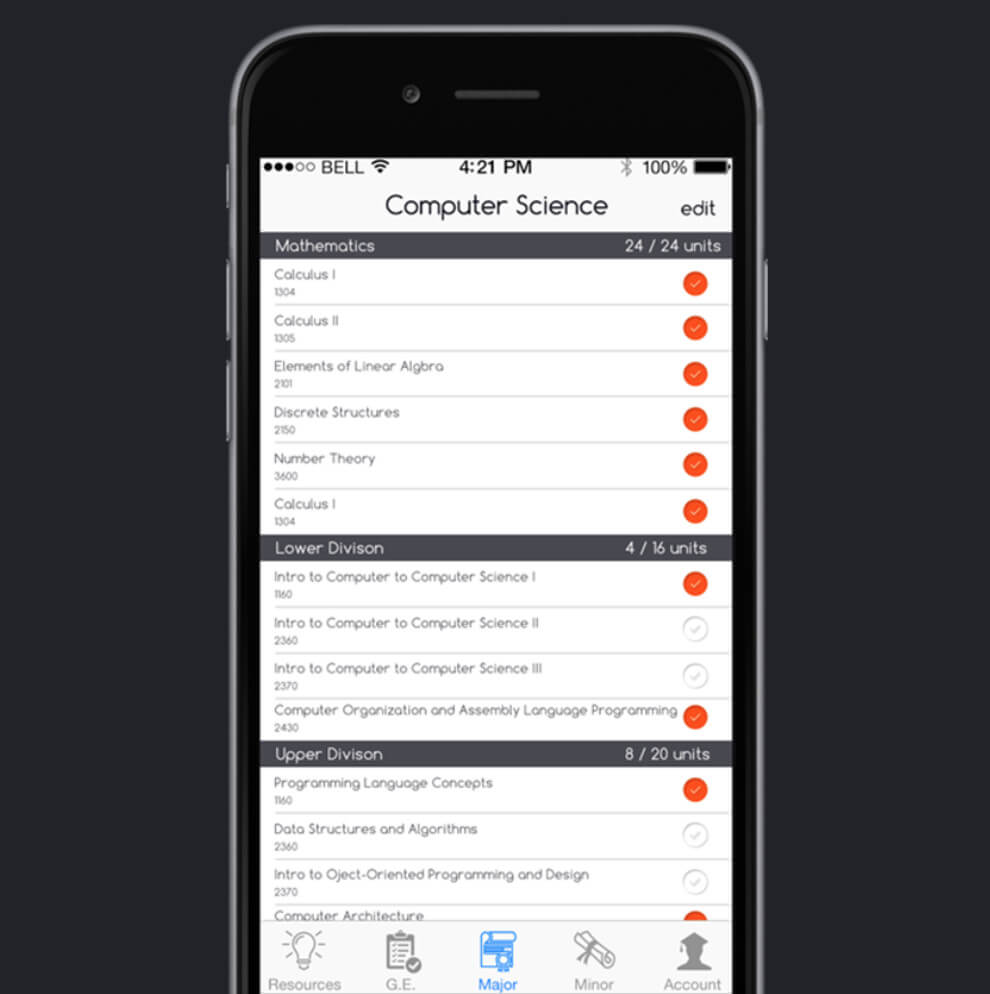 BELL 4:21 PM 100%
Computer Science edit
Mathematics 24 / 24 units
Calculus I
1304
Calculus II
1305
Elements of Linear Algbra
2101
Discrete Structures
2150
Number Theory
3600
Calculus I
1304
Lower Divison 4 / 16 units
Intro to Computer to Computer Science I
1160
Intro to Computer to Computer Science II
2360
Intro to Computer to Computer Science III
2370
Computer Organization and Assembly Language Programming
2430
Upper Divison 8 / 20 units
Programming Language Concepts
1160
Data Structures and Algorithms
2360
Intro to Oject-Oriented Programming and Design
2370
Computer Architecture
Resources G.E. Major Minor Account